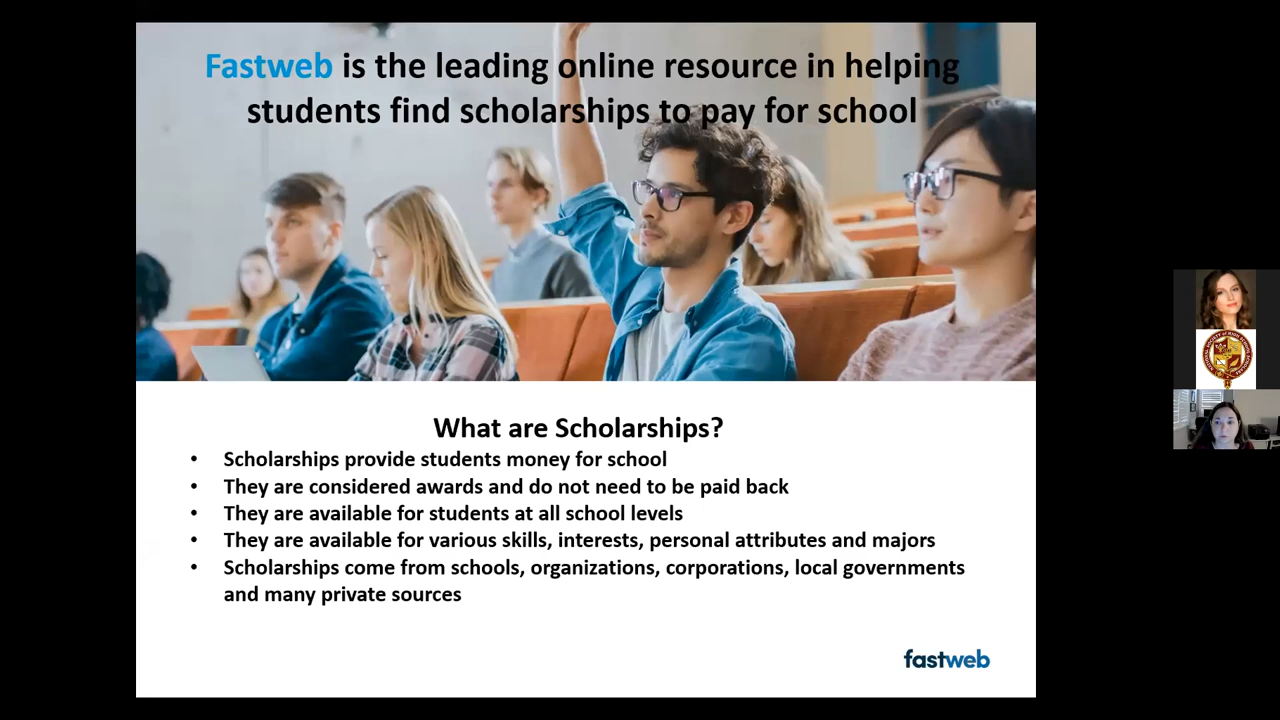 Fastweb is the leading online resource in helping
students find scholarships to pay for school
What are Scholarships?
• Scholarships provide students money for school
• They are considered awards and do not need to be paid back
• They are available for students at all school levels
• They are available for various skills, interests, personal attributes and majors
• Scholarships come from schools, organizations, corporations, local governments
and many private sources
fastweb